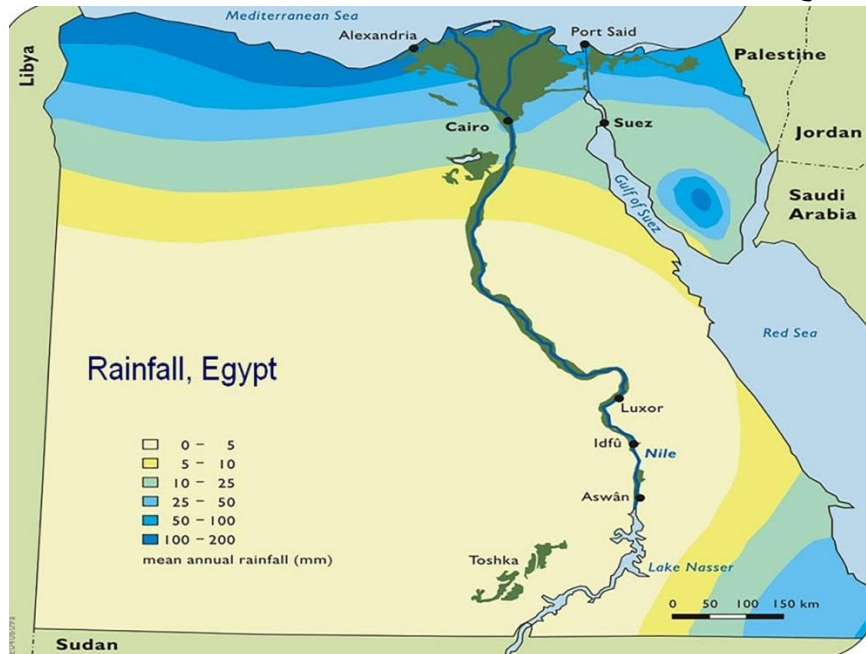 Mediterranean Sea
Alexandria
Port Said
Libya
Palestine
Cairo
Suez
Jordan
Gulf of Suez
Saudi
Arabia
Red Sea
Rainfall, Egypt
Luxor
Idfû
Nile
Aswân
0 – 5
5 – 10
10 – 25
25 – 50
50 – 100
100 – 200
mean annual rainfall (mm)
Toshka
Lake Nasser
0 50 100 150 km
Sudan